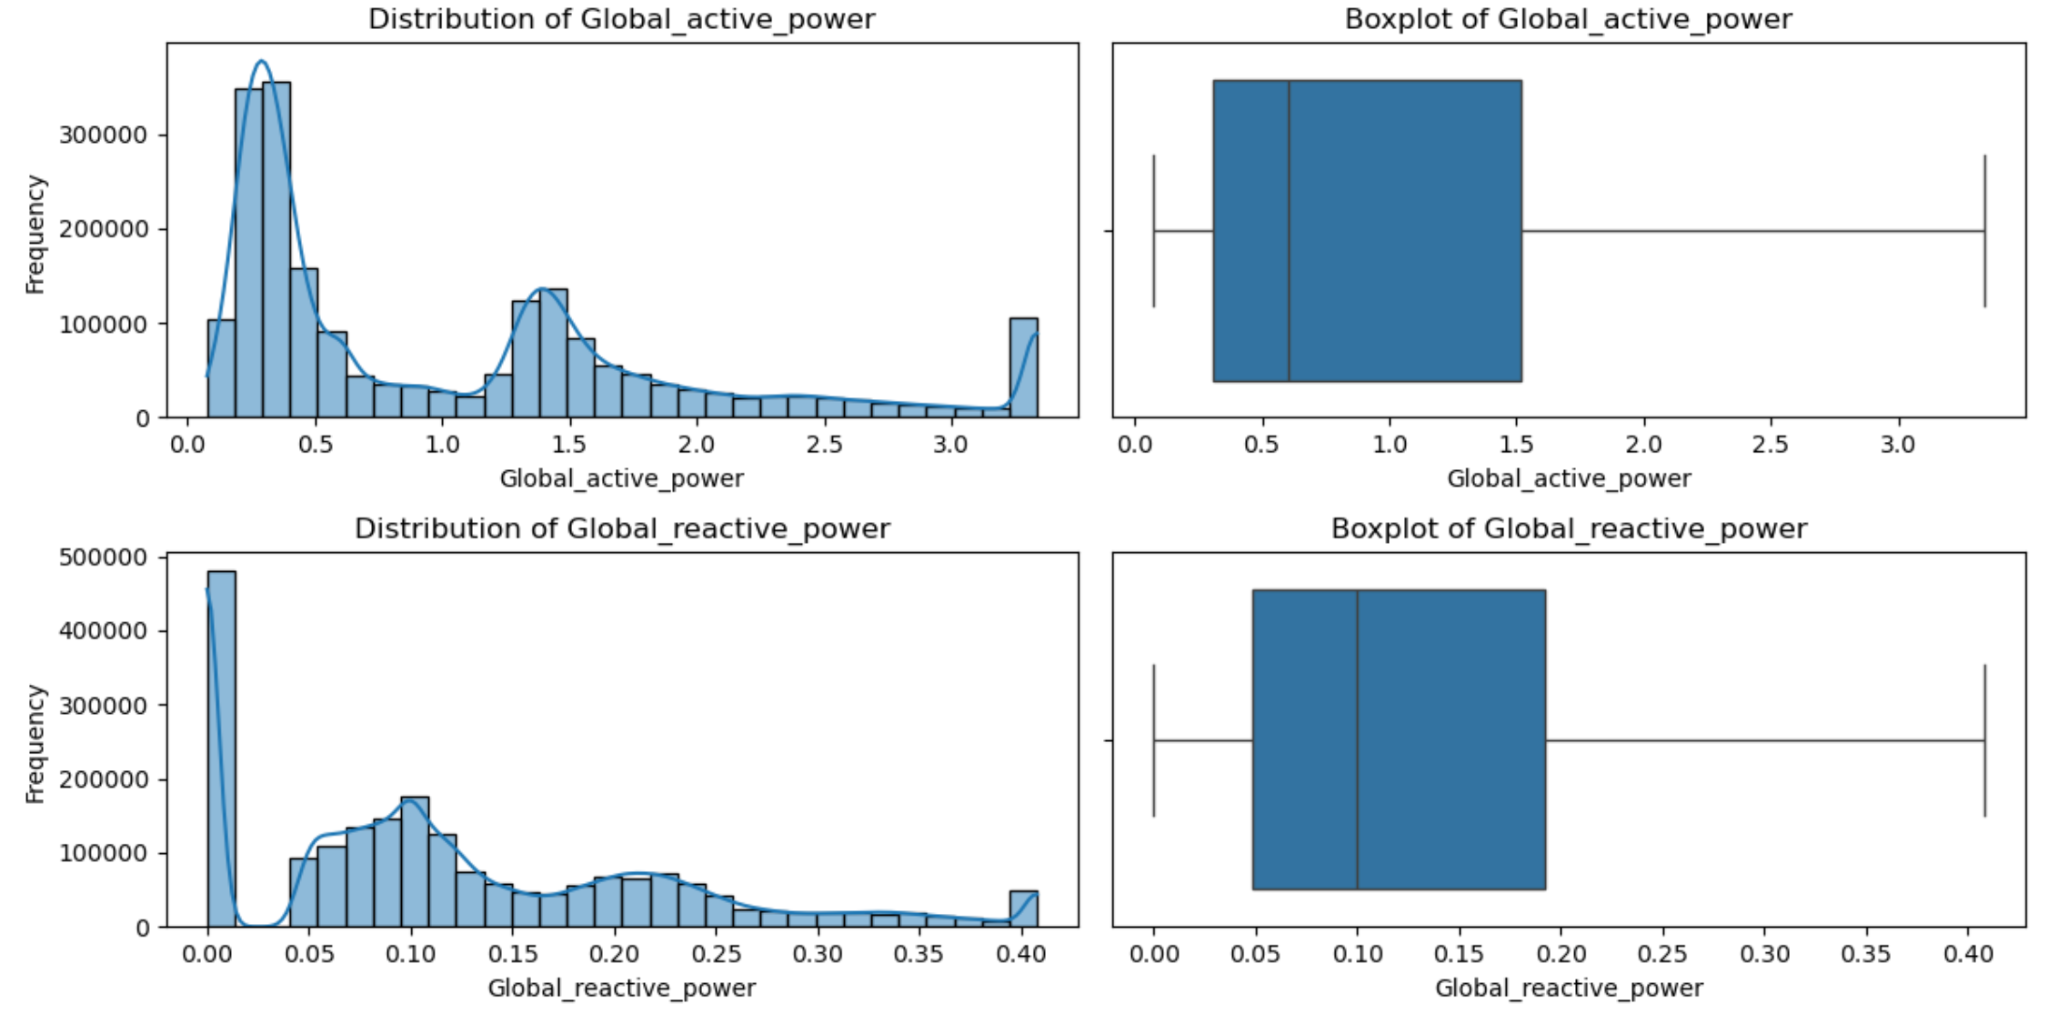 Distribution of Global_active_power
Boxplot of Global_active_power
Frequency
300000
200000
100000
0
0.0 0.5 1.0 1.5 2.0 2.5 3.0
Global_active_power
0.0 0.5 1.0 1.5 2.0 2.5 3.0
Global_active_power
Distribution of Global_reactive_power
Boxplot of Global_reactive_power
Frequency
500000
400000
300000
200000
100000
0
0.00 0.05 0.10 0.15 0.20 0.25 0.30 0.35 0.40
Global_reactive_power
0.00 0.05 0.10 0.15 0.20 0.25 0.30 0.35 0.40
Global_reactive_power